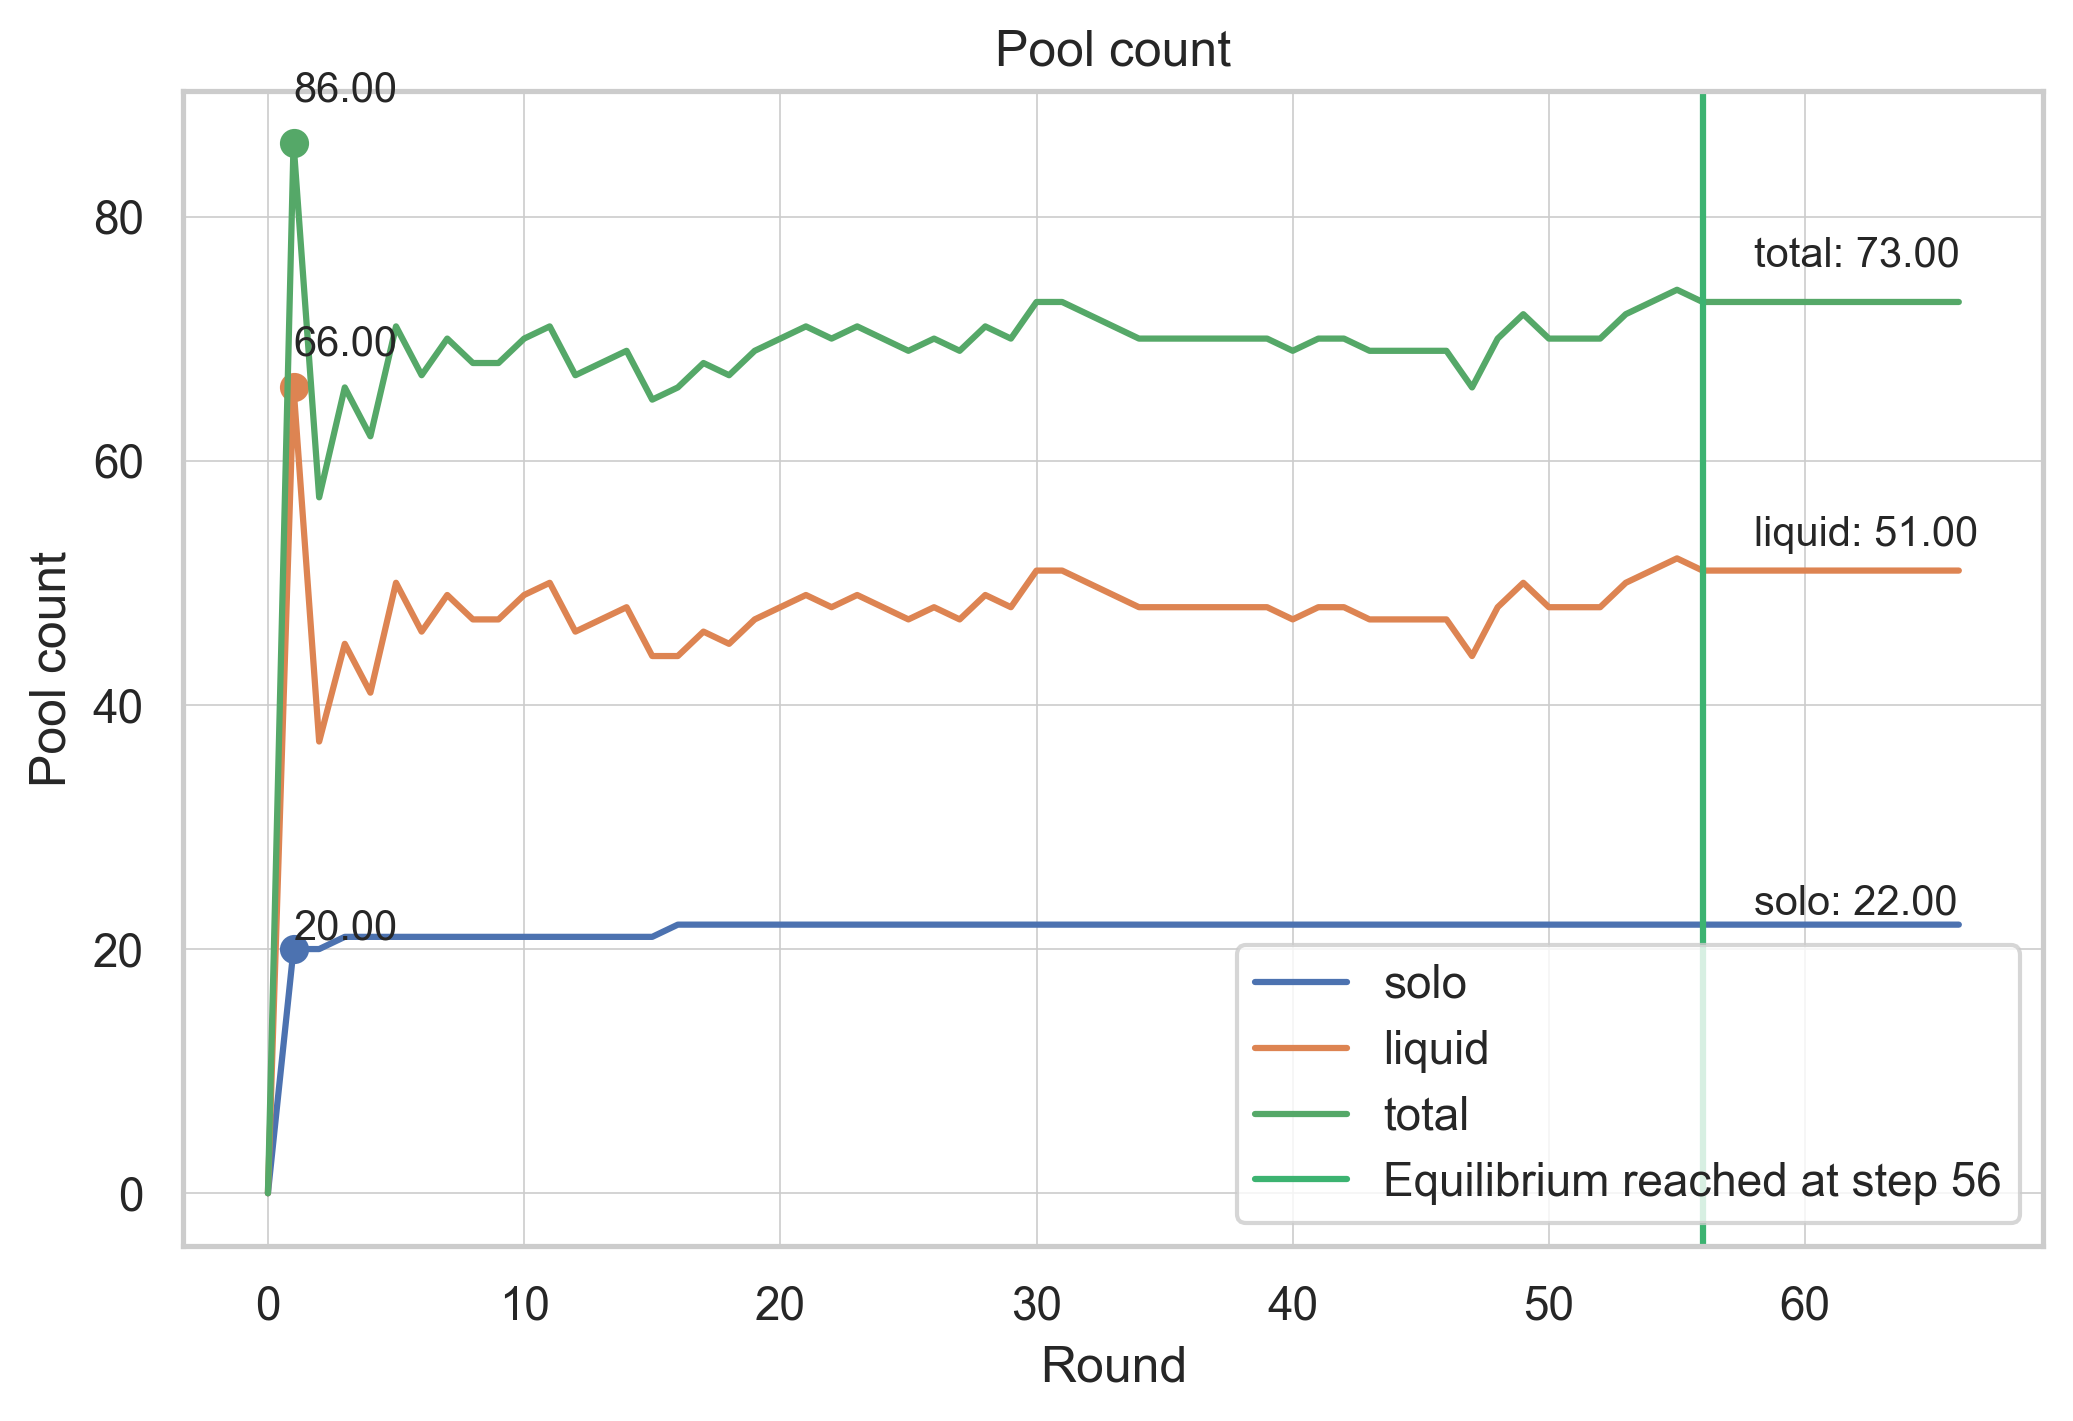 Pool count
86.00
80
total: 73.00
66.00
60
liquid: 51.00
Pool count
40
solo: 22.00
20.00
20
solo
liquid
total
Equilibrium reached at step 56
0
0 10 20 30 40 50 60
Round